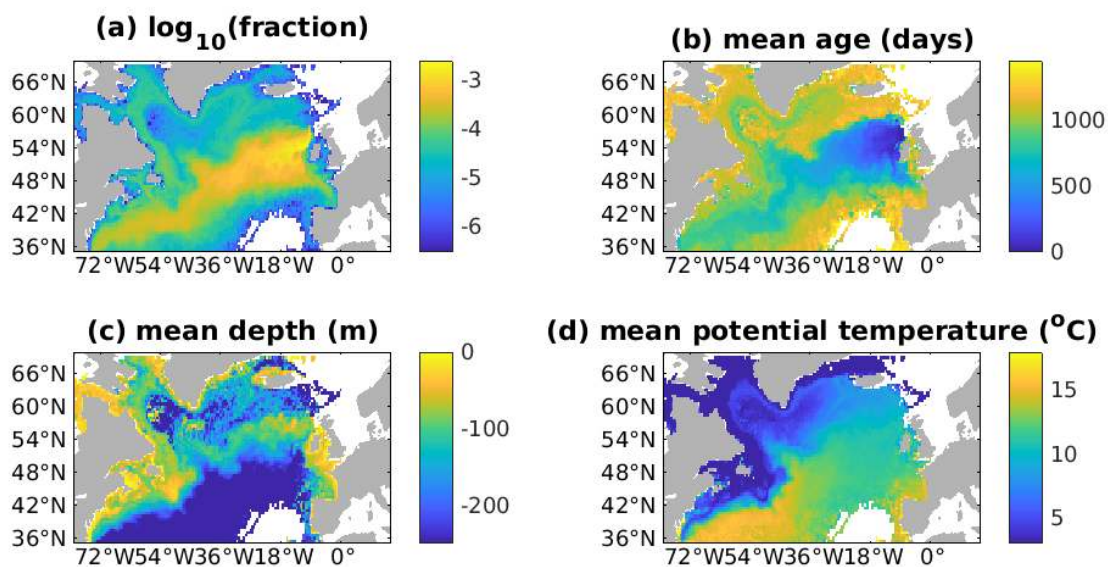 (a) log10(fraction)
66°N
60°N
54°N
48°N
42°N
36°N
72°W54°W36°W18°W 0°
-3
-4
-5
-6
(b) mean age (days)
66°N
60°N
54°N
48°N
42°N
36°N
72°W54°W36°W18°W 0°
1000
500
0
(c) mean depth (m)
66°N
60°N
54°N
48°N
42°N
36°N
72°W54°W36°W18°W 0°
0
-100
-200
(d) mean potential temperature (°C)
66°N
60°N
54°N
48°N
42°N
36°N
72°W54°W36°W18°W 0°
15
10
5